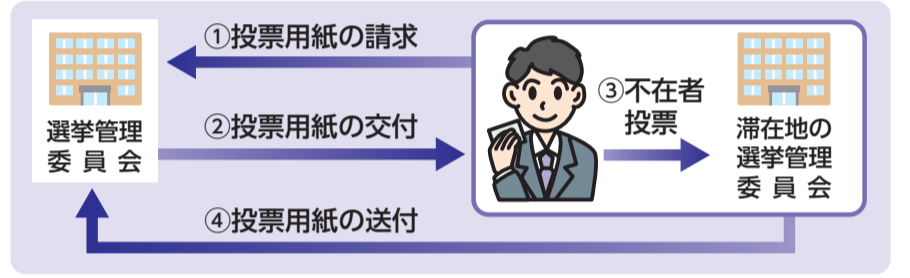 ①投票用紙の請求
選挙管理
委員会
②投票用紙の交付
③不在者
投票
滞在地の
選挙管理
委員会
④投票用紙の送付